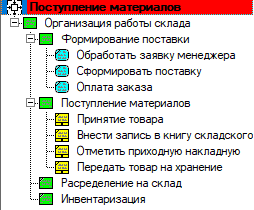 Поступление материалов
Организация работы склада
Формирование поставки
Обработать заявку менеджера
Сформировать поставку
Оплата заказа
Поступление материалов
Принятие товара
Внести запись в книгу складского
Отметить приходную накладную
Передать товар на хранение
Расределение на склад
Инвентаризация